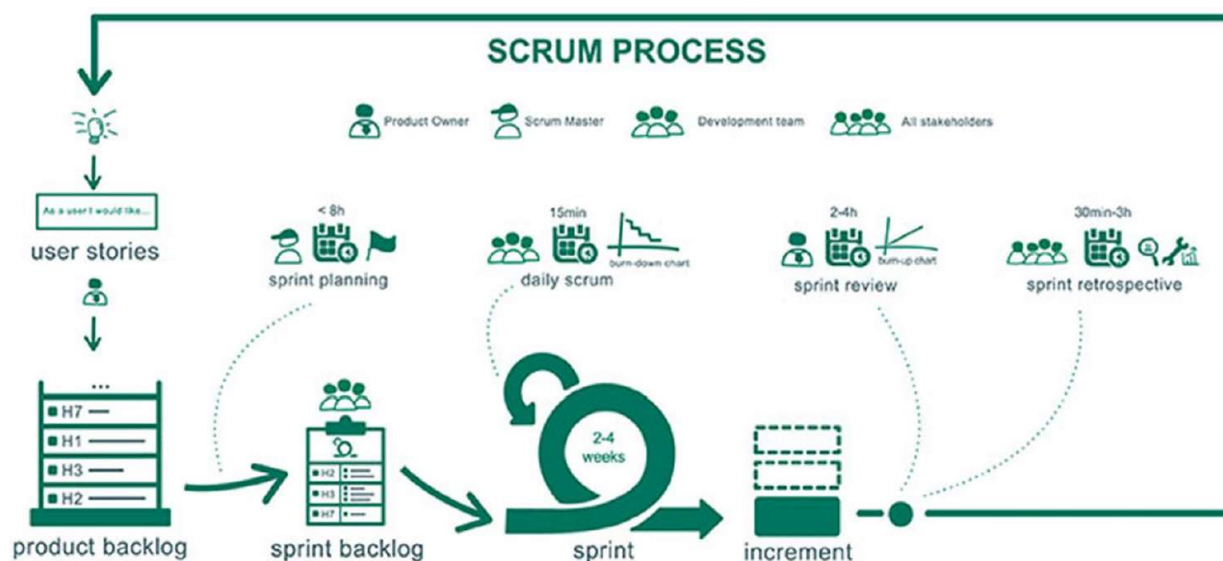 SCRUM PROCESS
Product Owner
Scrum Master
Development team
All stakeholders
As a user I would like...
user stories
< 8h
sprint planning
15min
burn-down chart
daily scrum
2-4h
burn-up chart
sprint review
30min-3h
sprint retrospective
...
H7
H1
H3
H2
product backlog
H2
H3
H7
sprint backlog
2-4
weeks
sprint
increment